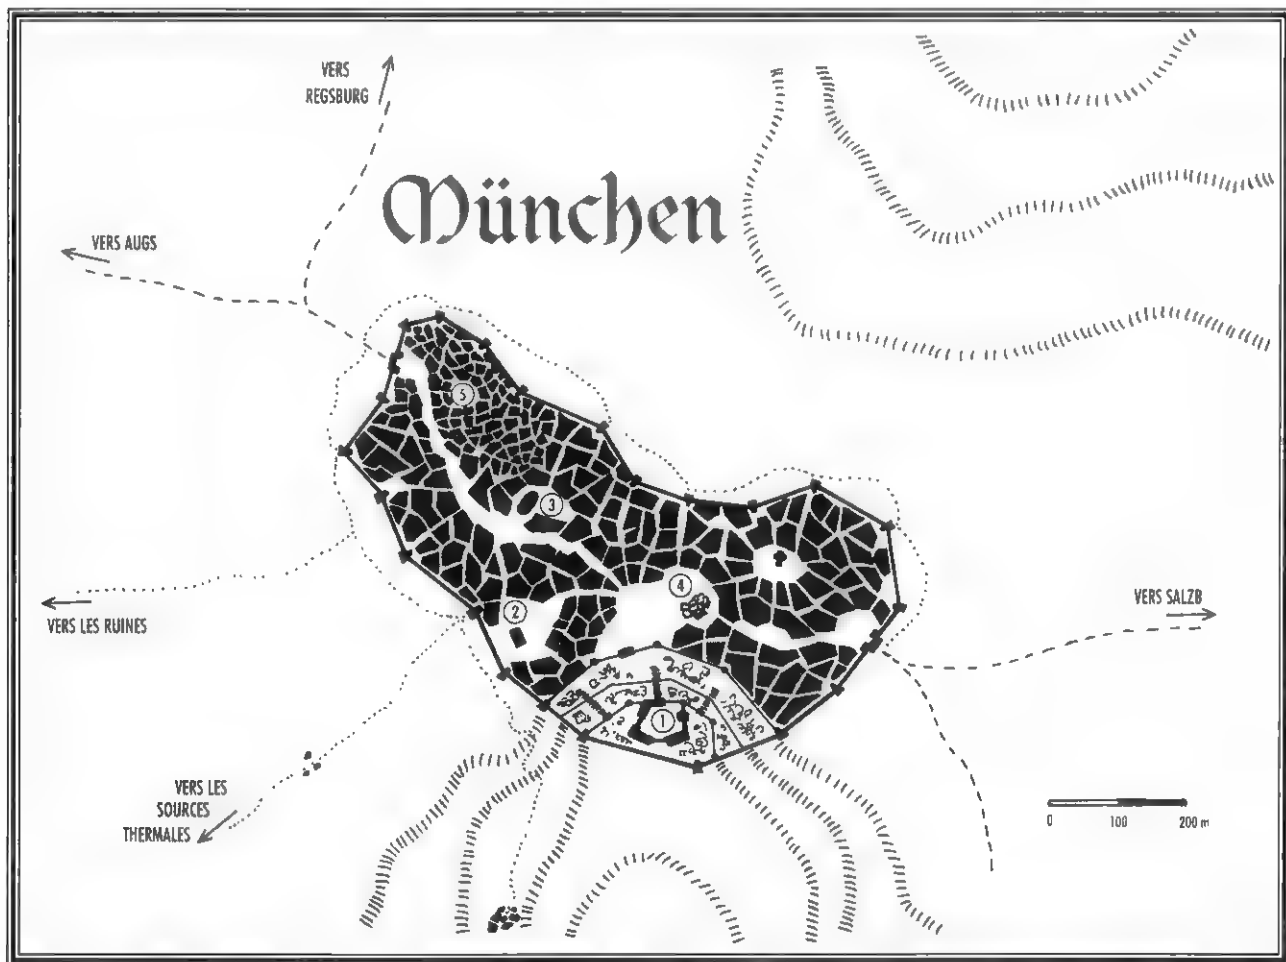 VERS
REGSBURG
München
VERS AUGS
5
3
4
2
VERS LES RUINES
VERS SALZB
1
VERS LES
SOURCES
THERMALES
0 100 200 m